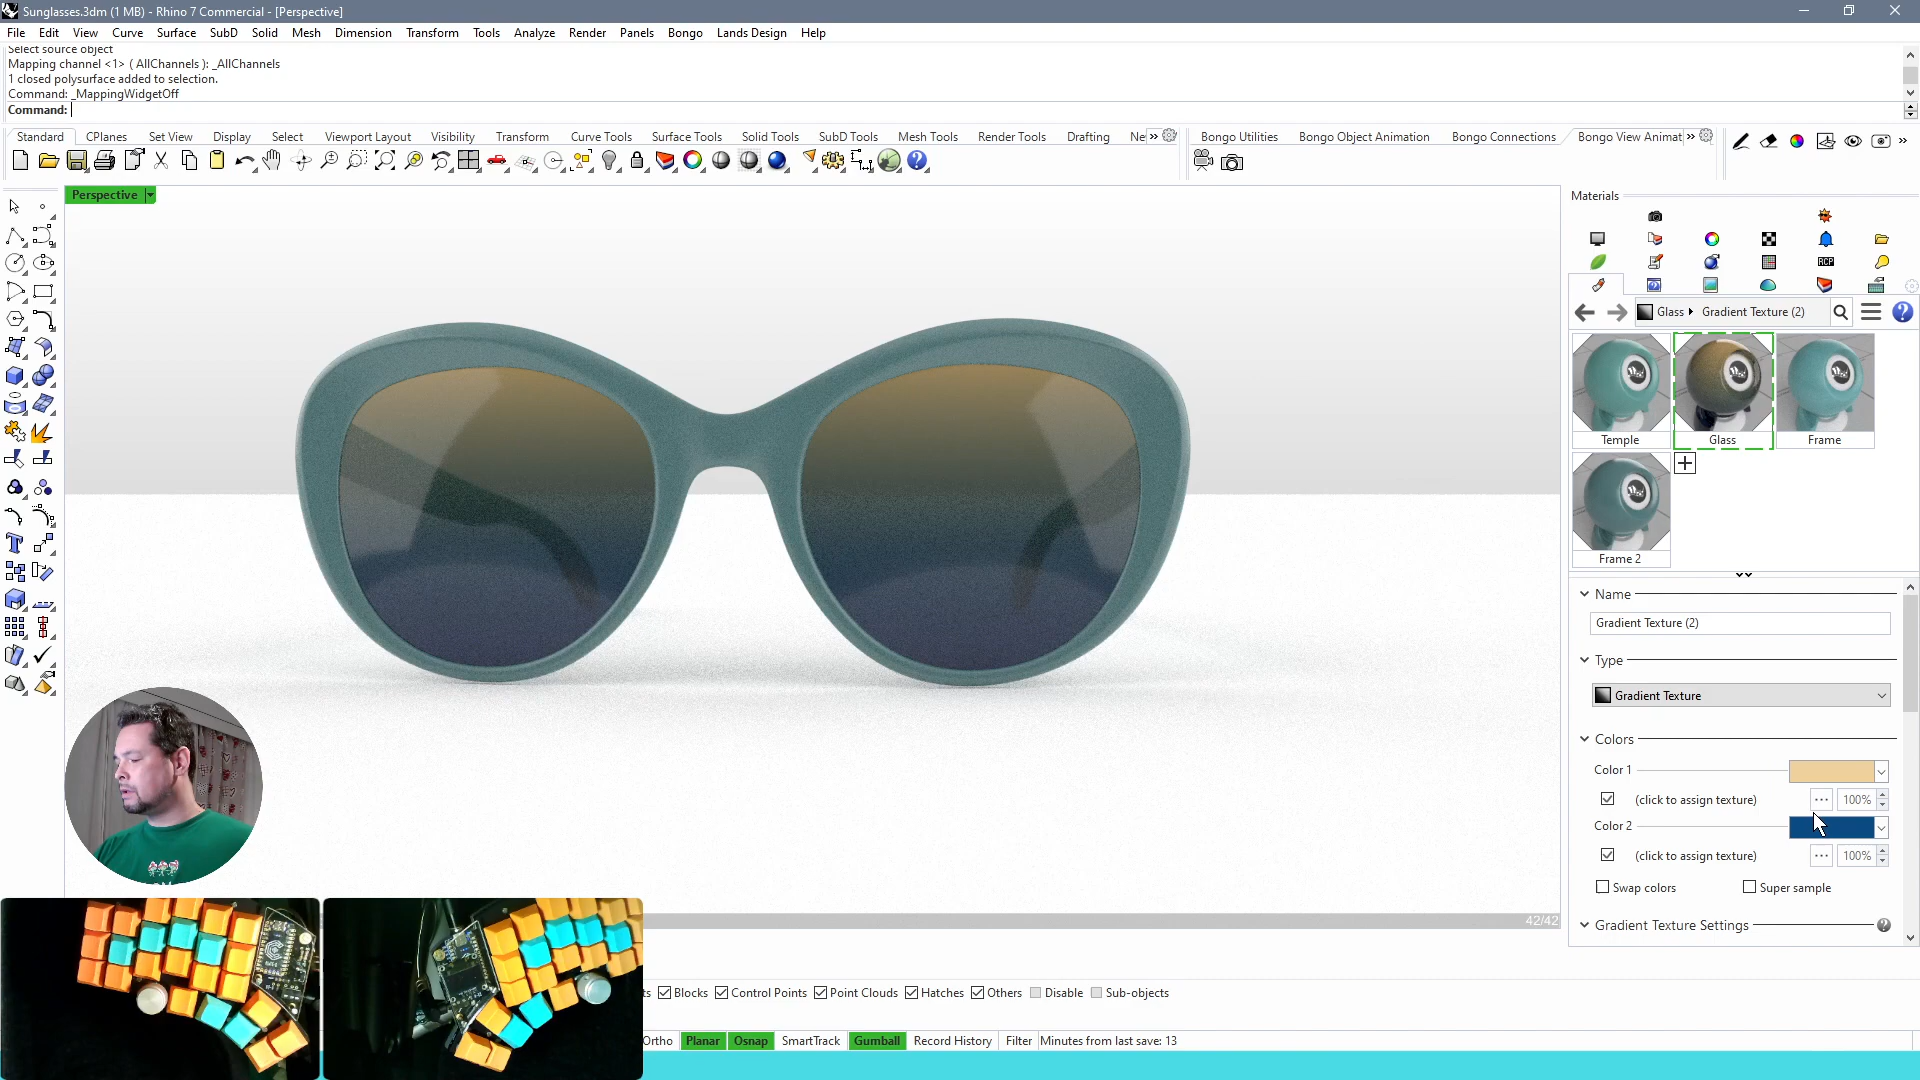 Sunglasses.3dm (1 MB) - Rhino 7 Commercial - [Perspective]
File Edit View Curve Surface SubD Solid Mesh Dimension Transform Tools Analyze Render Panels Bongo Lands Design Help
Select source object
Mapping channel <1> ( AllChannels ): _AllChannels
1 closed polysurface added to selection.
Command: _MappingWidgetOff
Command:
Standard CPlanes Set View Display Select Viewport Layout Visibility Transform Curve Tools Surface Tools Solid Tools SubD Tools Mesh Tools Render Tools Drafting Ne
Bongo Utilities Bongo Object Animation Bongo Connections Bongo View Animat
Perspective
Materials
RCP
Glass Gradient Texture (2)
Temple
Glass
Frame
Frame 2
Name
Gradient Texture (2)
Type
Gradient Texture
Colors
Color 1
(click to assign texture) ... 100%
Color 2
(click to assign texture) ... 100%
Swap colors Super sample
Gradient Texture Settings
42/42
ts Blocks Control Points Point Clouds Hatches Others Disable Sub-objects
Ortho Planar Osnap SmartTrack Gumball Record History Filter Minutes from last save: 13